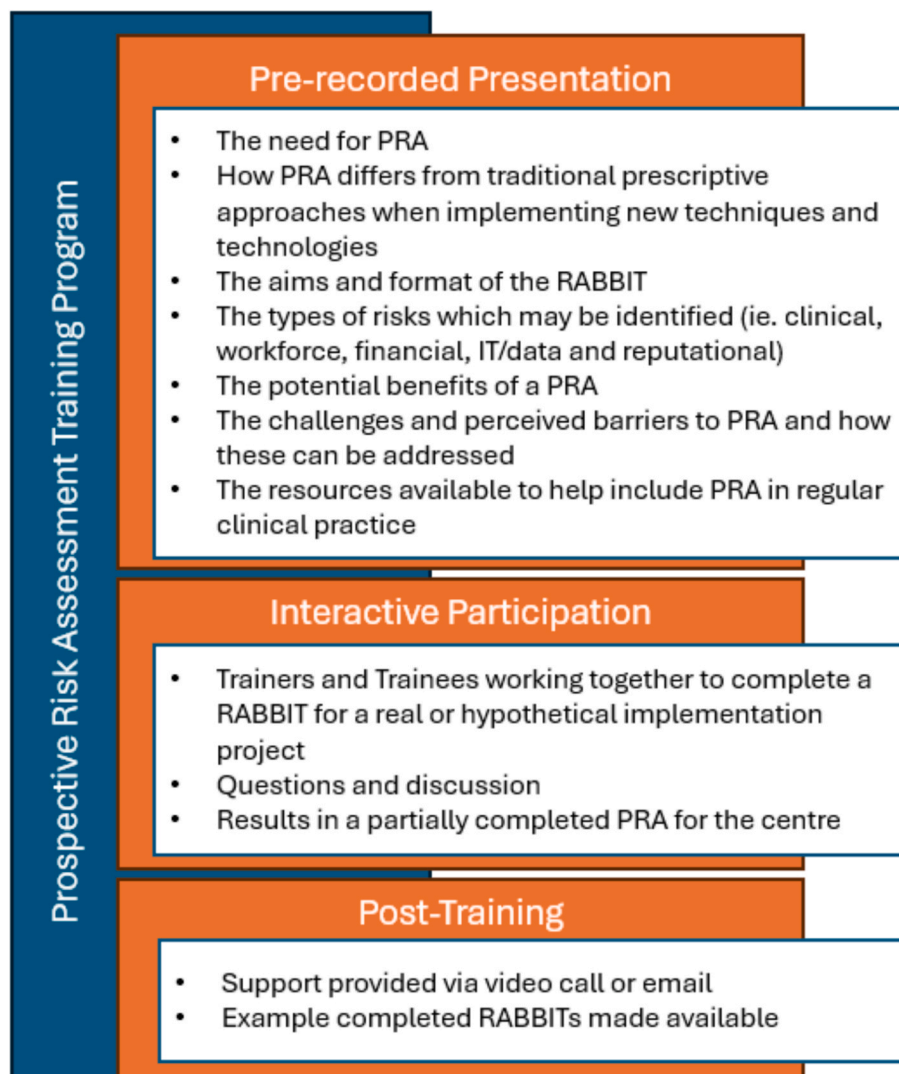 Prospective Risk Assessment Training Program
Pre-recorded Presentation
• The need for PRA
• How PRA differs from traditional prescriptive
approaches when implementing new techniques and
technologies
• The aims and format of the RABBIT
• The types of risks which may be identified (ie. clinical,
workforce, financial, IT/data and reputational)
• The potential benefits of a PRA
• The challenges and perceived barriers to PRA and how
these can be addressed
• The resources available to help include PRA in regular
clinical practice
Interactive Participation
• Trainers and Trainees working together to complete a
RABBIT for a real or hypothetical implementation
project
• Questions and discussion
• Results in a partially completed PRA for the centre
Post-Training
• Support provided via video call or email
• Example completed RABBITs made available